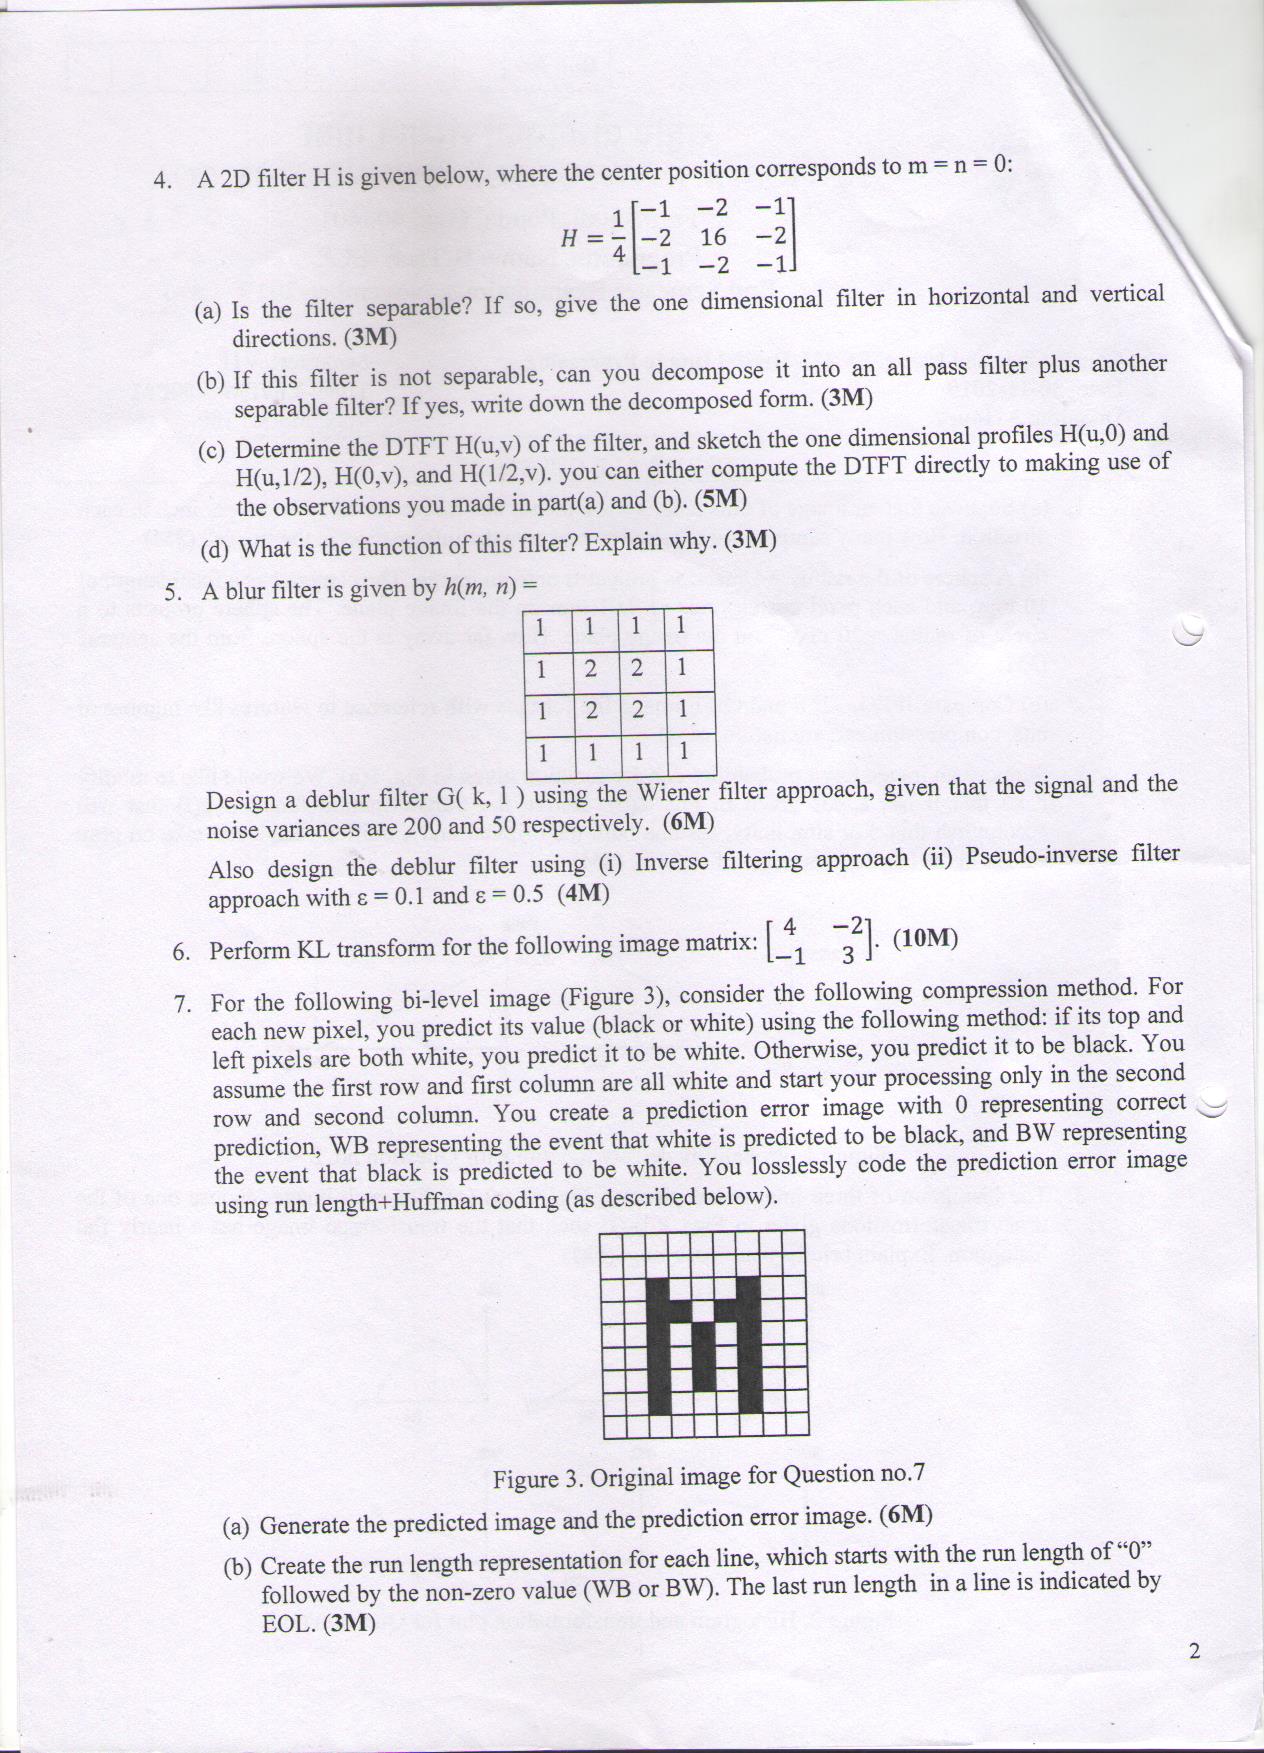 4. A 2D filter H is given below, where the center position corresponds to m = n = 0:
H = 1/4 [−1 −2 −1
−2 16 −2
−1 −2 −1]
(a) Is the filter separable? If so, give the one dimensional filter in horizontal and vertical
directions. (3M)
(b) If this filter is not separable, can you decompose it into an all pass filter plus another
separable filter? If yes, write down the decomposed form. (3M)
(c) Determine the DTFT H(u,v) of the filter, and sketch the one dimensional profiles H(u,0) and
H(u,1/2), H(0,v), and H(1/2,v). you can either compute the DTFT directly to making use of
the observations you made in part(a) and (b). (5M)
(d) What is the function of this filter? Explain why. (3M)
5. A blur filter is given by h(m, n) =
1 1 1 1
1 2 2 1
1 2 2 1
1 1 1 1
Design a deblur filter G( k, l ) using the Wiener filter approach, given that the signal and the
noise variances are 200 and 50 respectively. (6M)
Also design the deblur filter using (i) Inverse filtering approach (ii) Pseudo-inverse filter
approach with ε = 0.1 and ε = 0.5 (4M)
6. Perform KL transform for the following image matrix: [4 −2
−1 3]. (10M)
7. For the following bi-level image (Figure 3), consider the following compression method. For
each new pixel, you predict its value (black or white) using the following method: if its top and
left pixels are both white, you predict it to be white. Otherwise, you predict it to be black. You
assume the first row and first column are all white and start your processing only in the second
row and second column. You create a prediction error image with 0 representing correct
prediction, WB representing the event that white is predicted to be black, and BW representing
the event that black is predicted to be white. You losslessly code the prediction error image
using run length+Huffman coding (as described below).
Figure 3. Original image for Question no.7
(a) Generate the predicted image and the prediction error image. (6M)
(b) Create the run length representation for each line, which starts with the run length of “0”
followed by the non-zero value (WB or BW). The last run length in a line is indicated by
EOL. (3M)
2